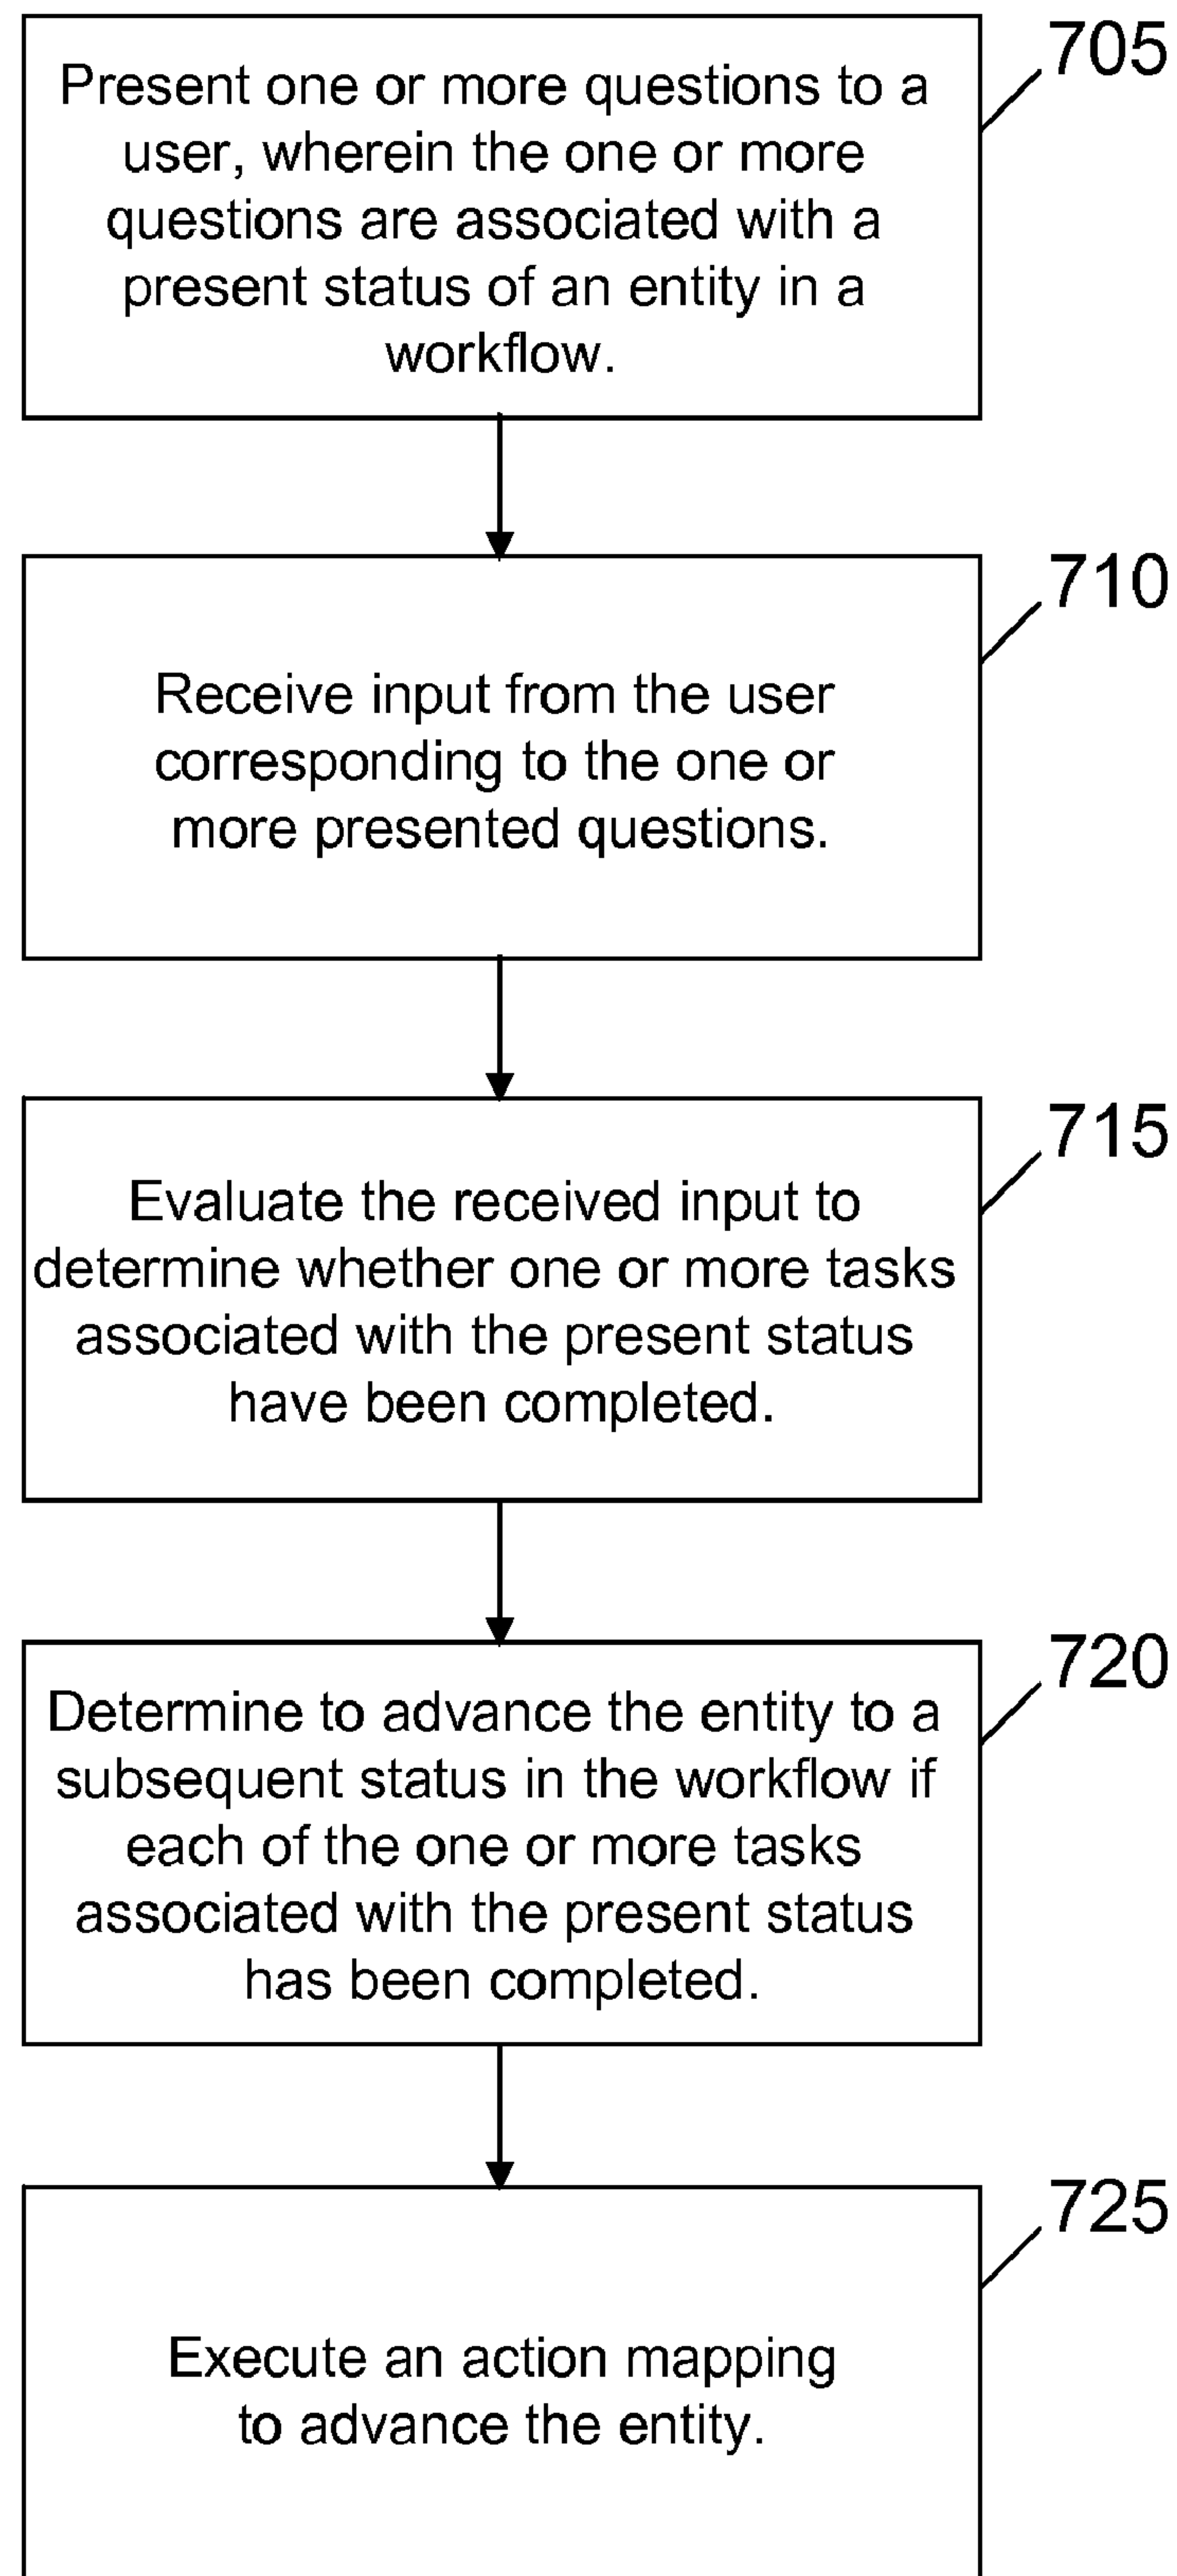 705
Present one or more questions to a
user, wherein the one or more
questions are associated with a
present status of an entity in a
workflow.
710
Receive input from the user
corresponding to the one or
more presented questions.
715
Evaluate the received input to
determine whether one or more tasks
associated with the present status
have been completed.
720
Determine to advance the entity to a
subsequent status in the workflow if
each of the one or more tasks
associated with the present status
has been completed.
725
Execute an action mapping
to advance the entity.